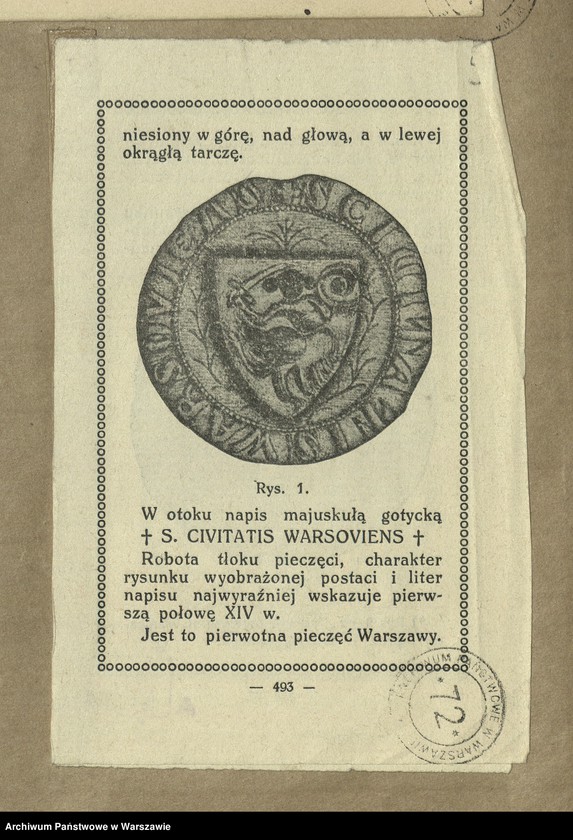 niesiony w górę, nad głową, a w lewej
okrągłą tarczę.
Rys. 1.
W otoku napis majuskułą gotycką
† S. CIVITATIS WARSOVIENS †
Robota tłoku pieczęci, charakter
rysunku wyobrażonej postaci i liter
napisu najwyraźniej wskazuje pierw-
szą połowę XIV w.
Jest to pierwotna pieczęć Warszawy.
— 493 —
PAŃSTWOWE W WARSZAWIE
72
Archiwum Państwowe w Warszawie